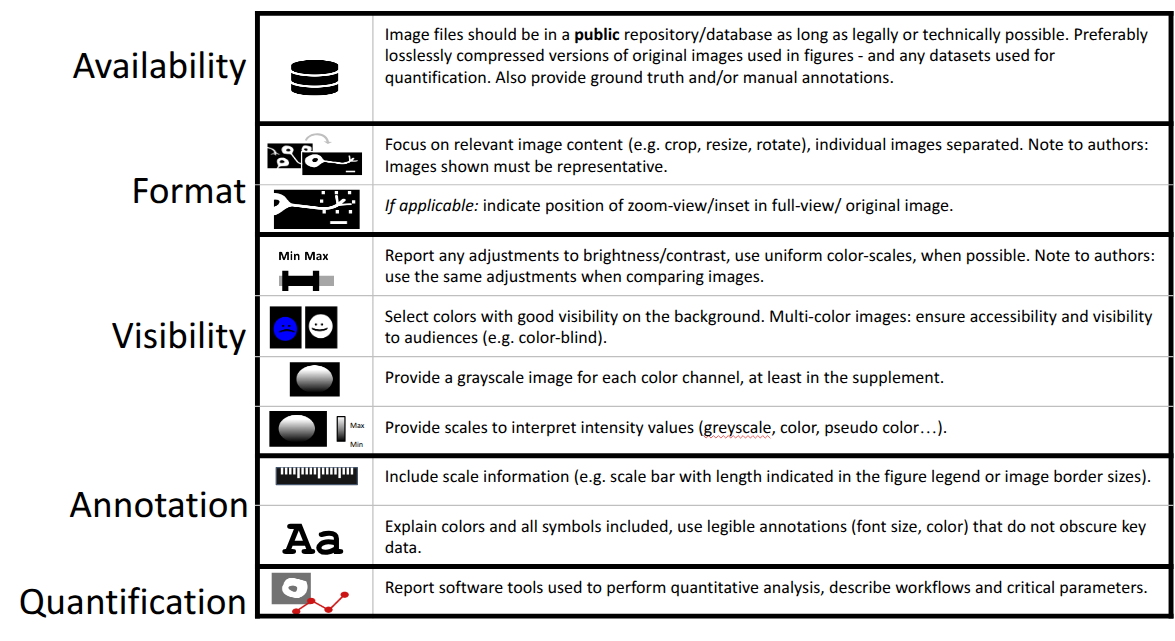 Availability
Image files should be in a public repository/database as long as legally or technically possible. Preferably
losslessly compressed versions of original images used in figures - and any datasets used for
quantification. Also provide ground truth and/or manual annotations.
Format
Focus on relevant image content (e.g. crop, resize, rotate), individual images separated. Note to authors:
Images shown must be representative.
If applicable: indicate position of zoom-view/inset in full-view/ original image.
Visibility
Min Max
Report any adjustments to brightness/contrast, use uniform color-scales, when possible. Note to authors:
use the same adjustments when comparing images.
Select colors with good visibility on the background. Multi-color images: ensure accessibility and visibility
to audiences (e.g. color-blind).
Provide a grayscale image for each color channel, at least in the supplement.
Max
Min
Provide scales to interpret intensity values (greyscale, color, pseudo color…).
Annotation
Include scale information (e.g. scale bar with length indicated in the figure legend or image border sizes).
Aa
Explain colors and all symbols included, use legible annotations (font size, color) that do not obscure key
data.
Quantification
Report software tools used to perform quantitative analysis, describe workflows and critical parameters.